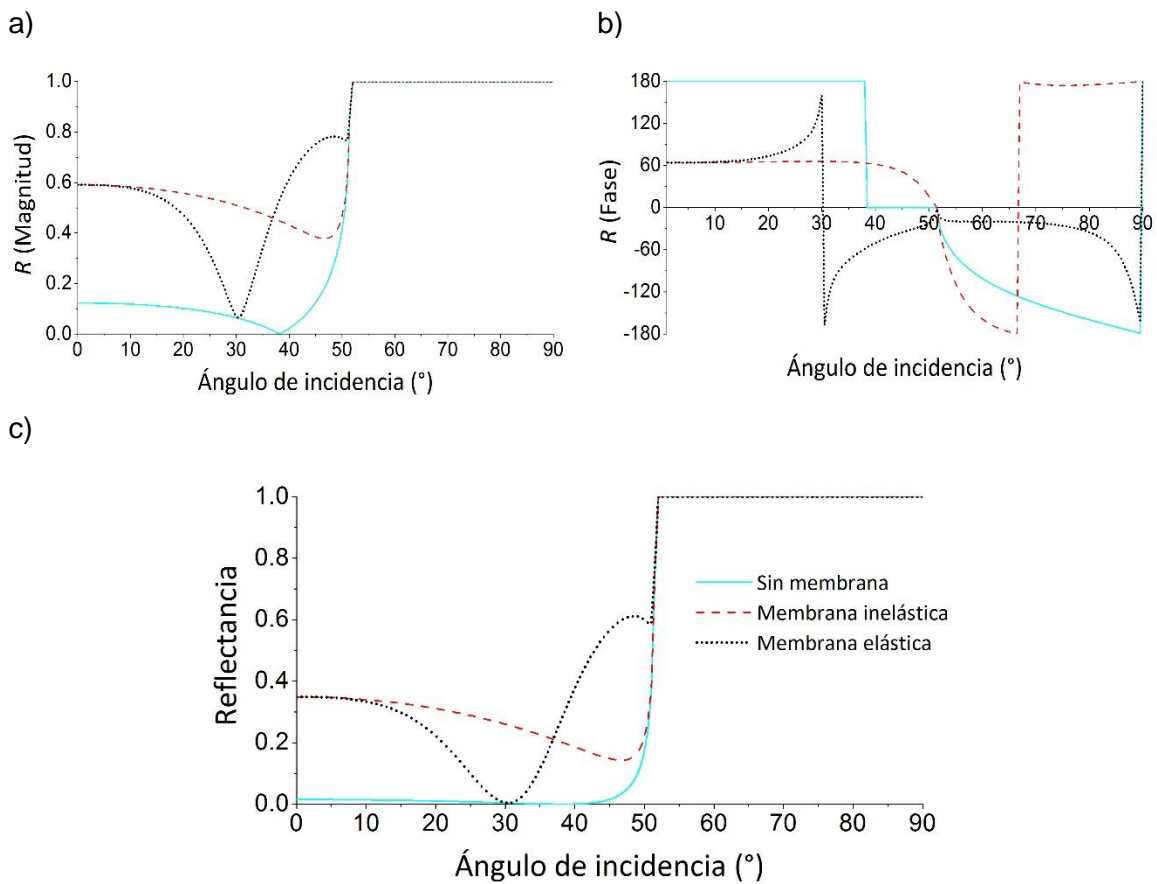 a)
b)
1.0
0.8
0.6
0.4
0.2
0.0
R (Magnitud)
0 10 20 30 40 50 60 70 80 90
Ángulo de incidencia (°)
180
120
60
0
-60
-120
-180
R (Fase)
10 20 30 40 50 60 70 80 90
Ángulo de incidencia (°)
c)
1.0
0.8
0.6
0.4
0.2
0.0
Reflectancia
Sin membrana
Membrana inelástica
Membrana elástica
0 10 20 30 40 50 60 70 80 90
Ángulo de incidencia (°)